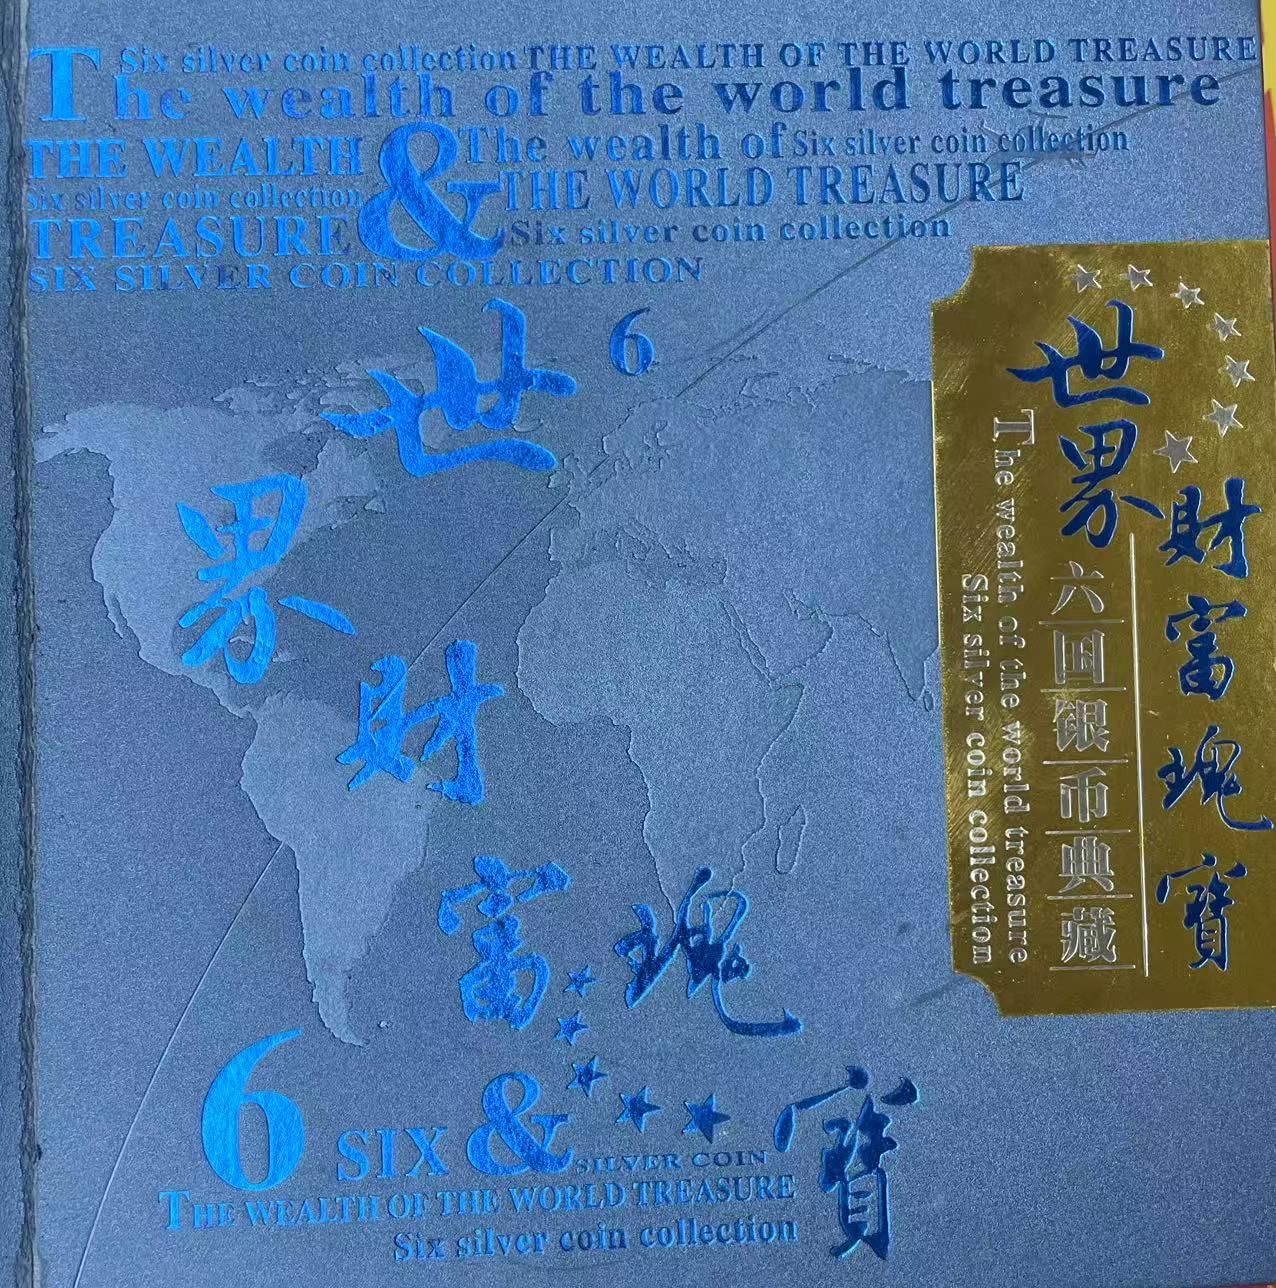 Six silver coin collection THE WEALTH OF THE WORLD TREASURE
The wealth of the world treasure
THE WEALTH & The wealth of Six silver coin collection
Six silver coin collection THE WORLD TREASURE
TREASURE Six silver coin collection
SIX SILVER COIN COLLECTION
世界財富瑰寶
6
6 SIX & SILVER COIN
THE WEALTH OF THE WORLD TREASURE
Six silver coin collection
世界財富瑰寶
六国银币典藏
The wealth of the world treasure
Six silver coin collection